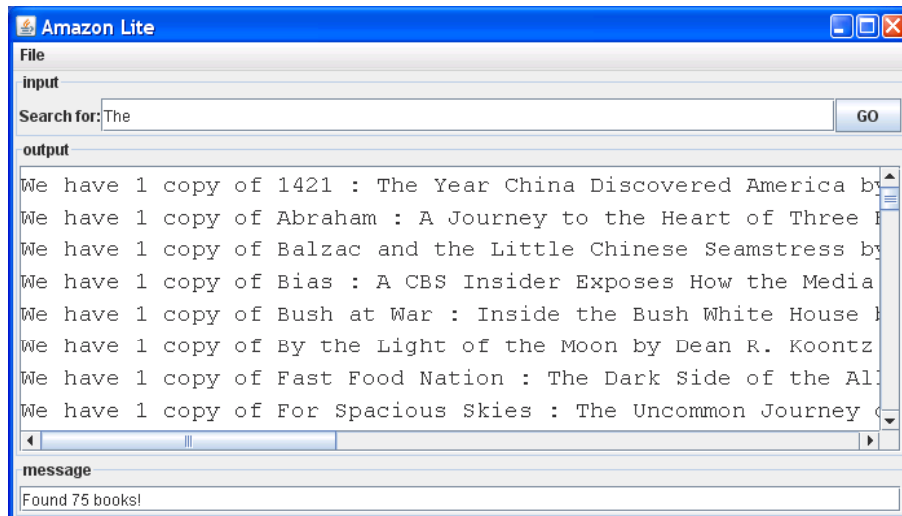 Amazon Lite
File
input
Search for: The GO
output
We have 1 copy of 1421 : The Year China Discovered America by
We have 1 copy of Abraham : A Journey to the Heart of Three
We have 1 copy of Balzac and the Little Chinese Seamstress by
We have 1 copy of Bias : A CBS Insider Exposes How the Media
We have 1 copy of Bush at War : Inside the Bush White House
We have 1 copy of By the Light of the Moon by Dean R. Koontz
We have 1 copy of Fast Food Nation : The Dark Side of the All
We have 1 copy of For Spacious Skies : The Uncommon Journey
message
Found 75 books!